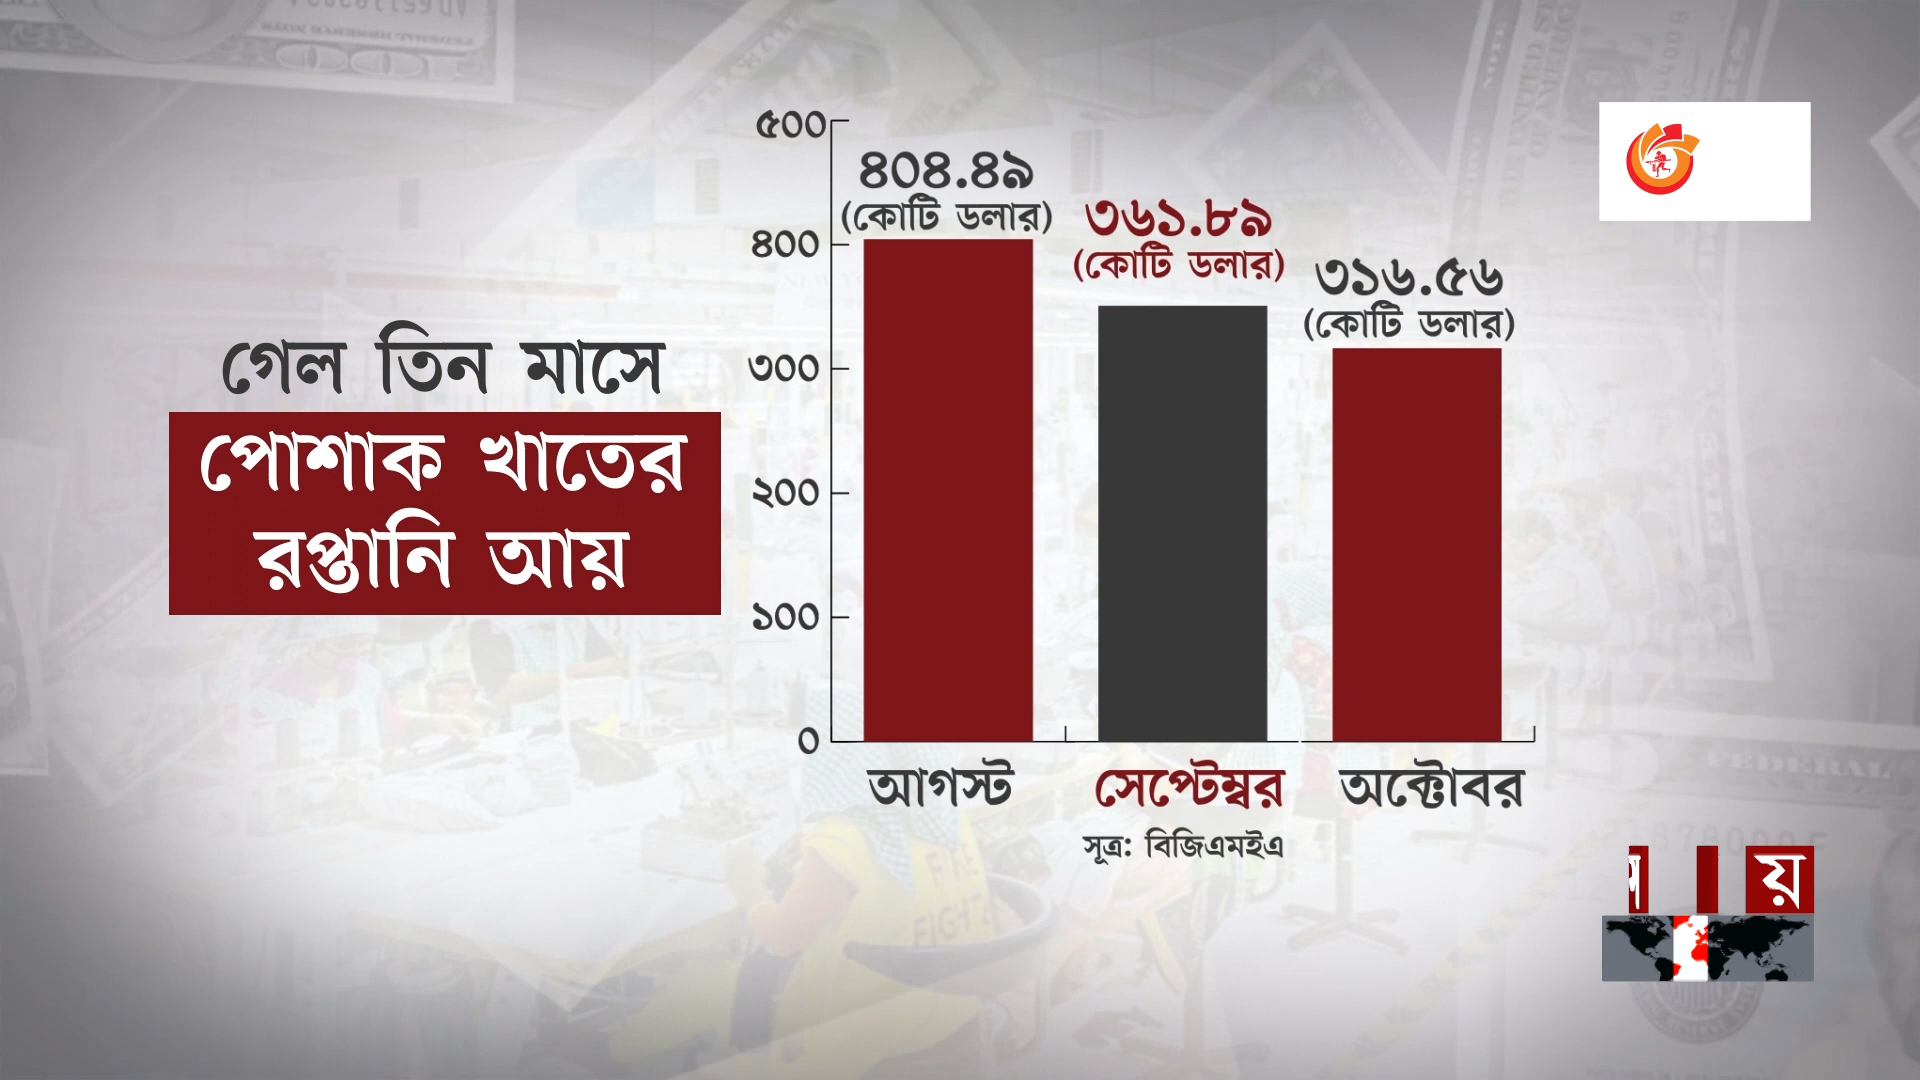 গেল তিন মাসে
পোশাক খাতের
রপ্তানি আয়
৫০০
৪০০
৩০০
২০০
১০০
০
৪০৪.৪৯
(কোটি ডলার)
৩৬১.৮৯
(কোটি ডলার)
৩১৬.৫৬
(কোটি ডলার)
আগস্ট
সেপ্টেম্বর
অক্টোবর
সূত্র: বিজিএমইএ
য়